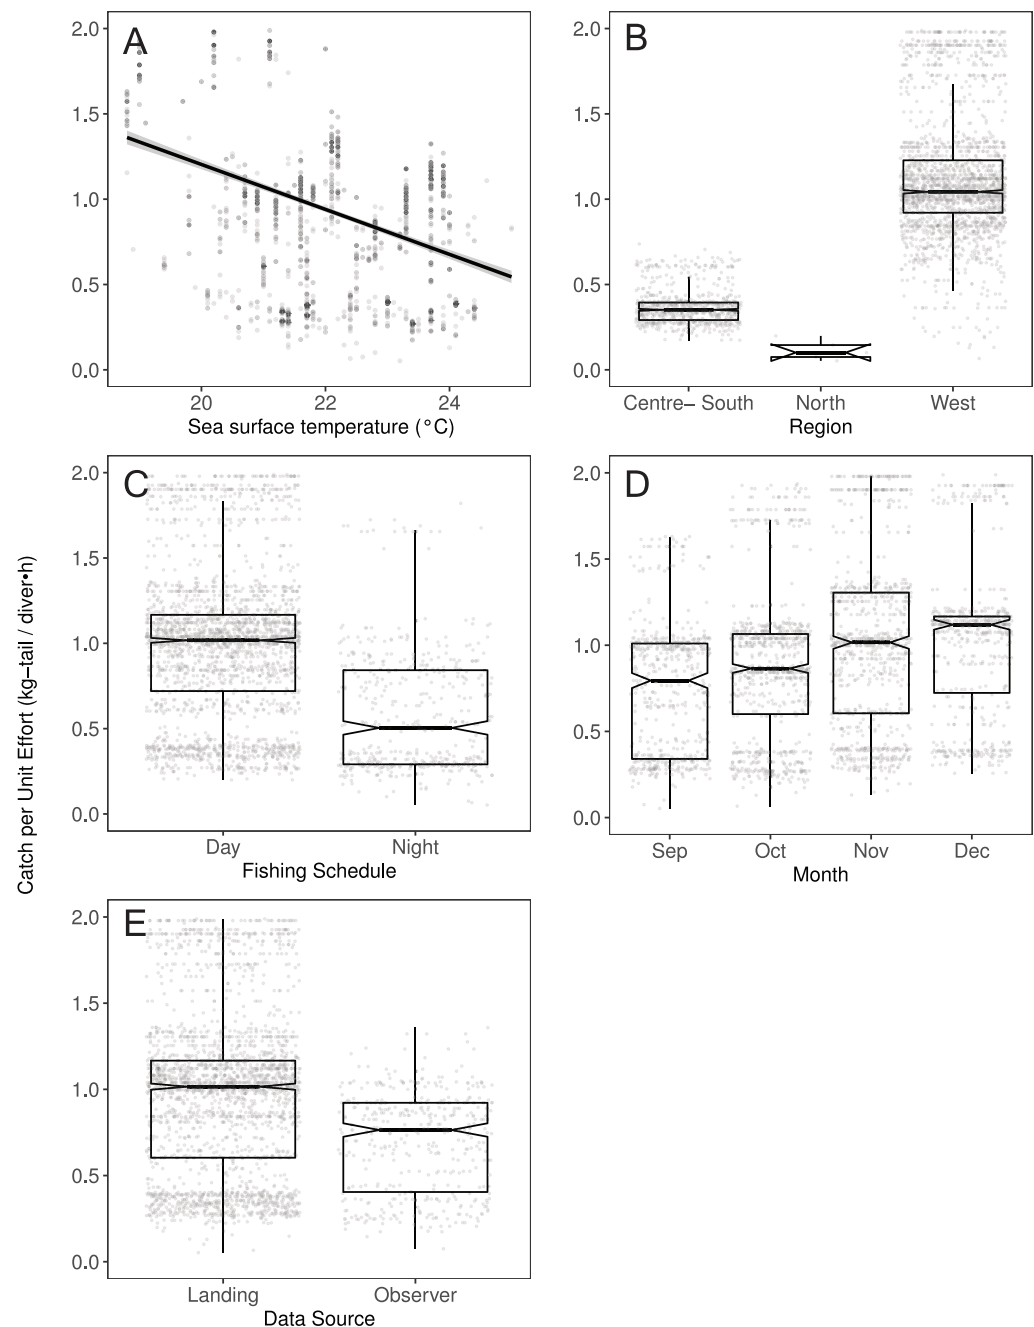 A
2.0
1.5
1.0
0.5
0.0
20 22 24
Sea surface temperature (°C)
B
2.0
1.5
1.0
0.5
0.0
Centre− South North West
Region
C
2.0
1.5
1.0
0.5
0.0
Day Night
Fishing Schedule
D
2.0
1.5
1.0
0.5
0.0
Sep Oct Nov Dec
Month
Catch per Unit Effort (kg−tail / diver•h)
E
2.0
1.5
1.0
0.5
0.0
Landing Observer
Data Source